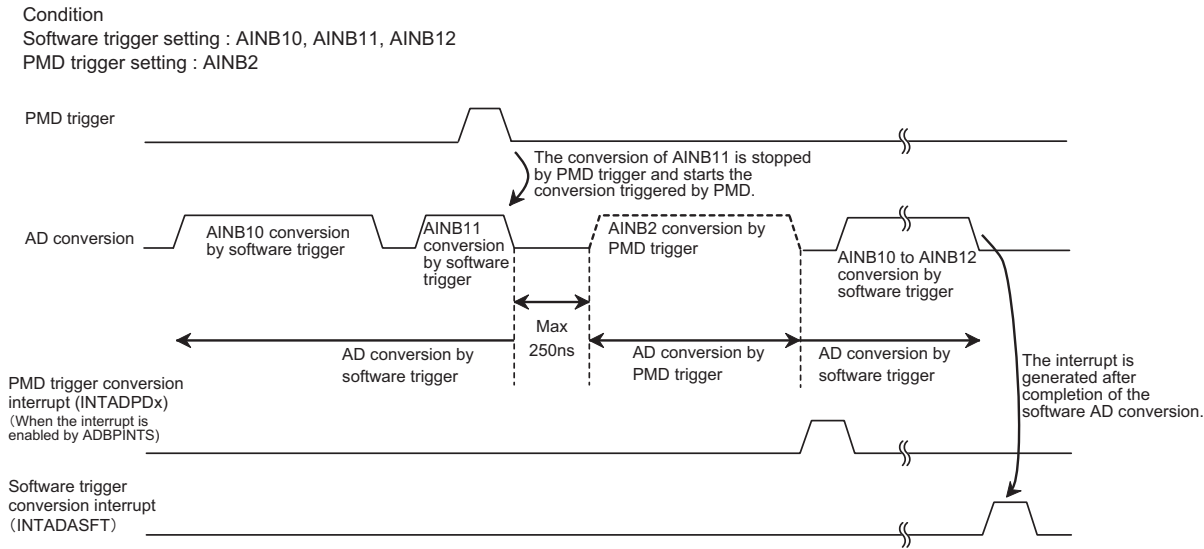 Condition
Software trigger setting : AINB10, AINB11, AINB12
PMD trigger setting : AINB2
PMD trigger
The conversion of AINB11 is stopped
by PMD trigger and starts the
conversion triggered by PMD.
AD conversion
AINB10 conversion
by software trigger
AINB11
conversion
by software
trigger
AINB2 conversion by
PMD trigger
AINB10 to AINB12
conversion by
software trigger
AD conversion by
software trigger
Max
250ns
AD conversion by
PMD trigger
AD conversion by
software trigger
The interrupt is
generated after
completion of the
software AD conversion.
PMD trigger conversion
interrupt (INTADPDx)
(When the interrupt is
enabled by ADBPINTS)
Software trigger
conversion interrupt
(INTADASFT)